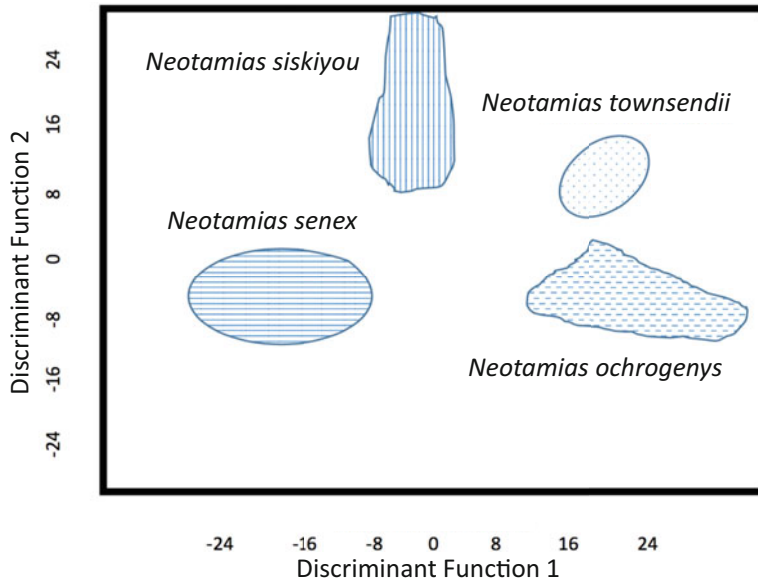 Neotamias siskiyou
Neotamias townsendii
Neotamias senex
Neotamias ochrogenys
Discriminant Function 2
24
16
8
0
-8
-16
-24
-24 -16 -8 0 8 16 24
Discriminant Function 1